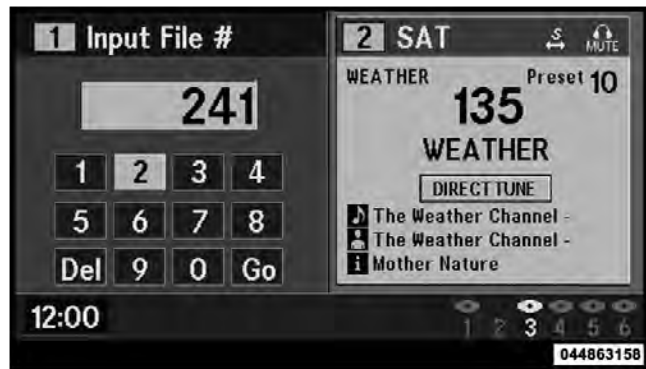 1 Input File #
241
1 2 3 4
5 6 7 8
Del 9 0 Go
2 SAT S MUTE
WEATHER Preset 10
135
WEATHER
DIRECT TUNE
The Weather Channel -
The Weather Channel -
i Mother Nature
12:00
1 2 3 4 5 6
044863158